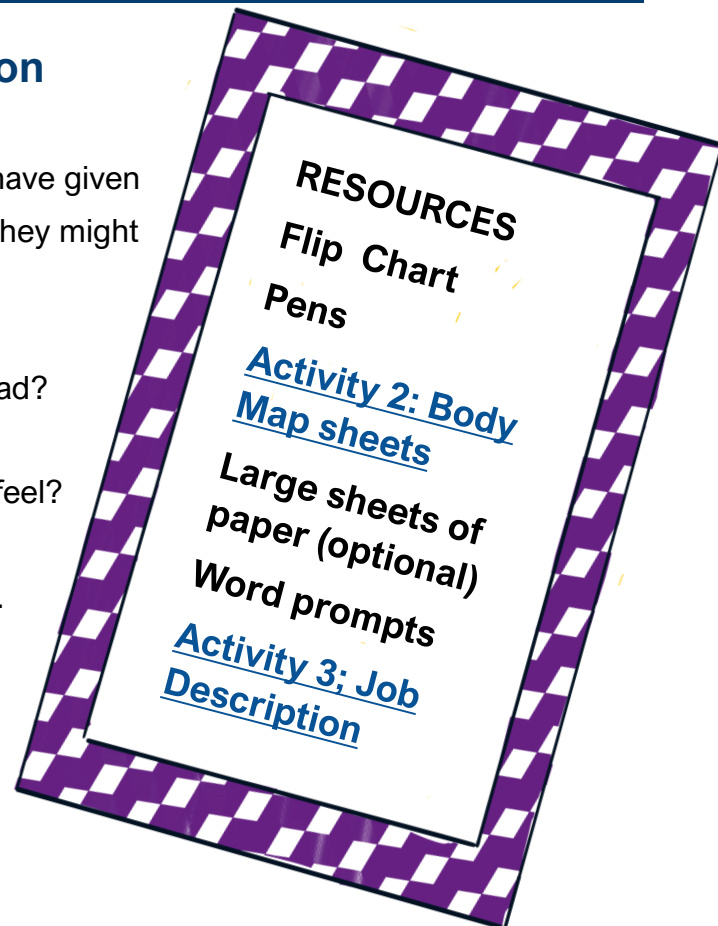 on
have given
hey might
ad?
feel?
.
RESOURCES
Flip Chart
Pens
Activity 2: Body
Map sheets
Large sheets of
paper (optional)
Word prompts
Activity 3; Job
Description